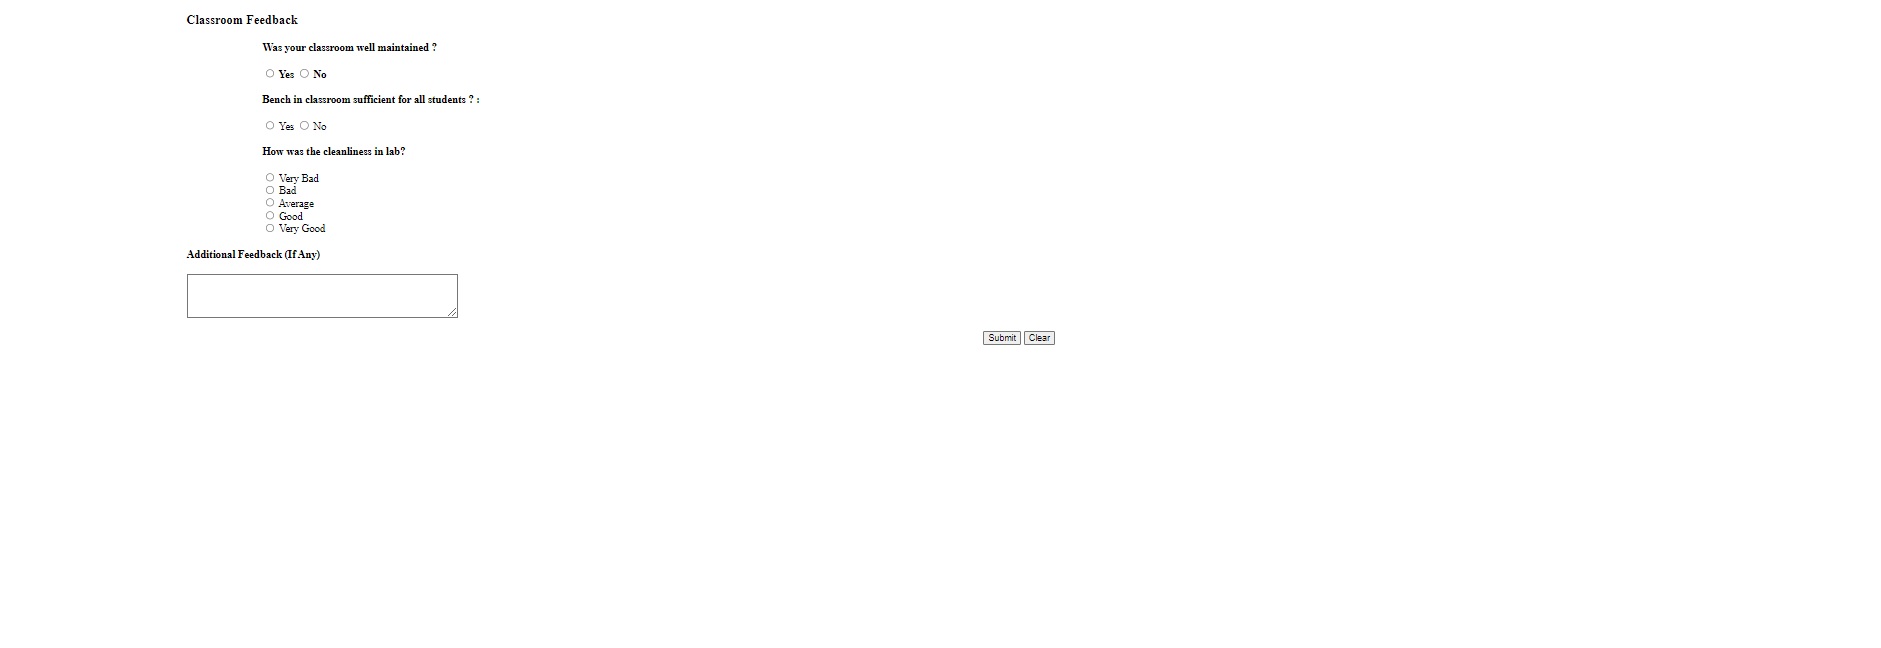 Classroom Feedback
Was your classroom well maintained ?
Yes No
Bench in classroom sufficient for all students ? :
Yes No
How was the cleanliness in lab?
Very Bad
Bad
Average
Good
Very Good
Additional Feedback (If Any)
Submit Clear